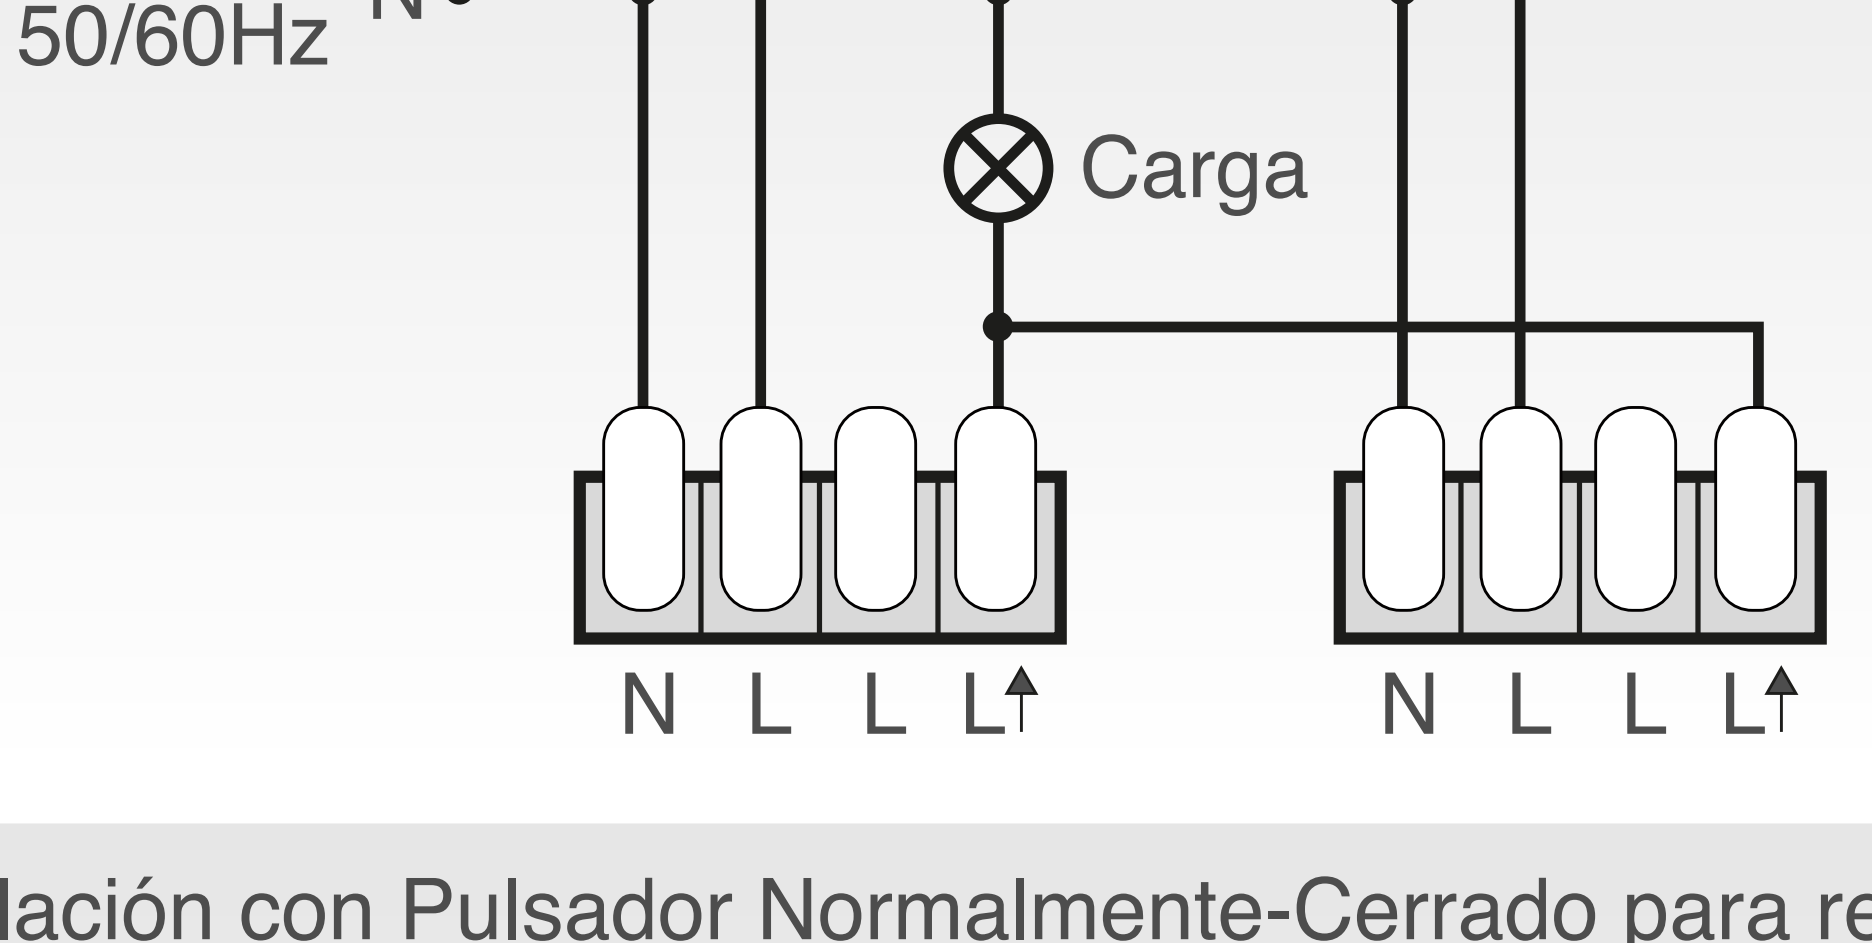 50/60Hz N
Carga
N L L L N L L L
lación con Pulsador Normalmente-Cerrado para re